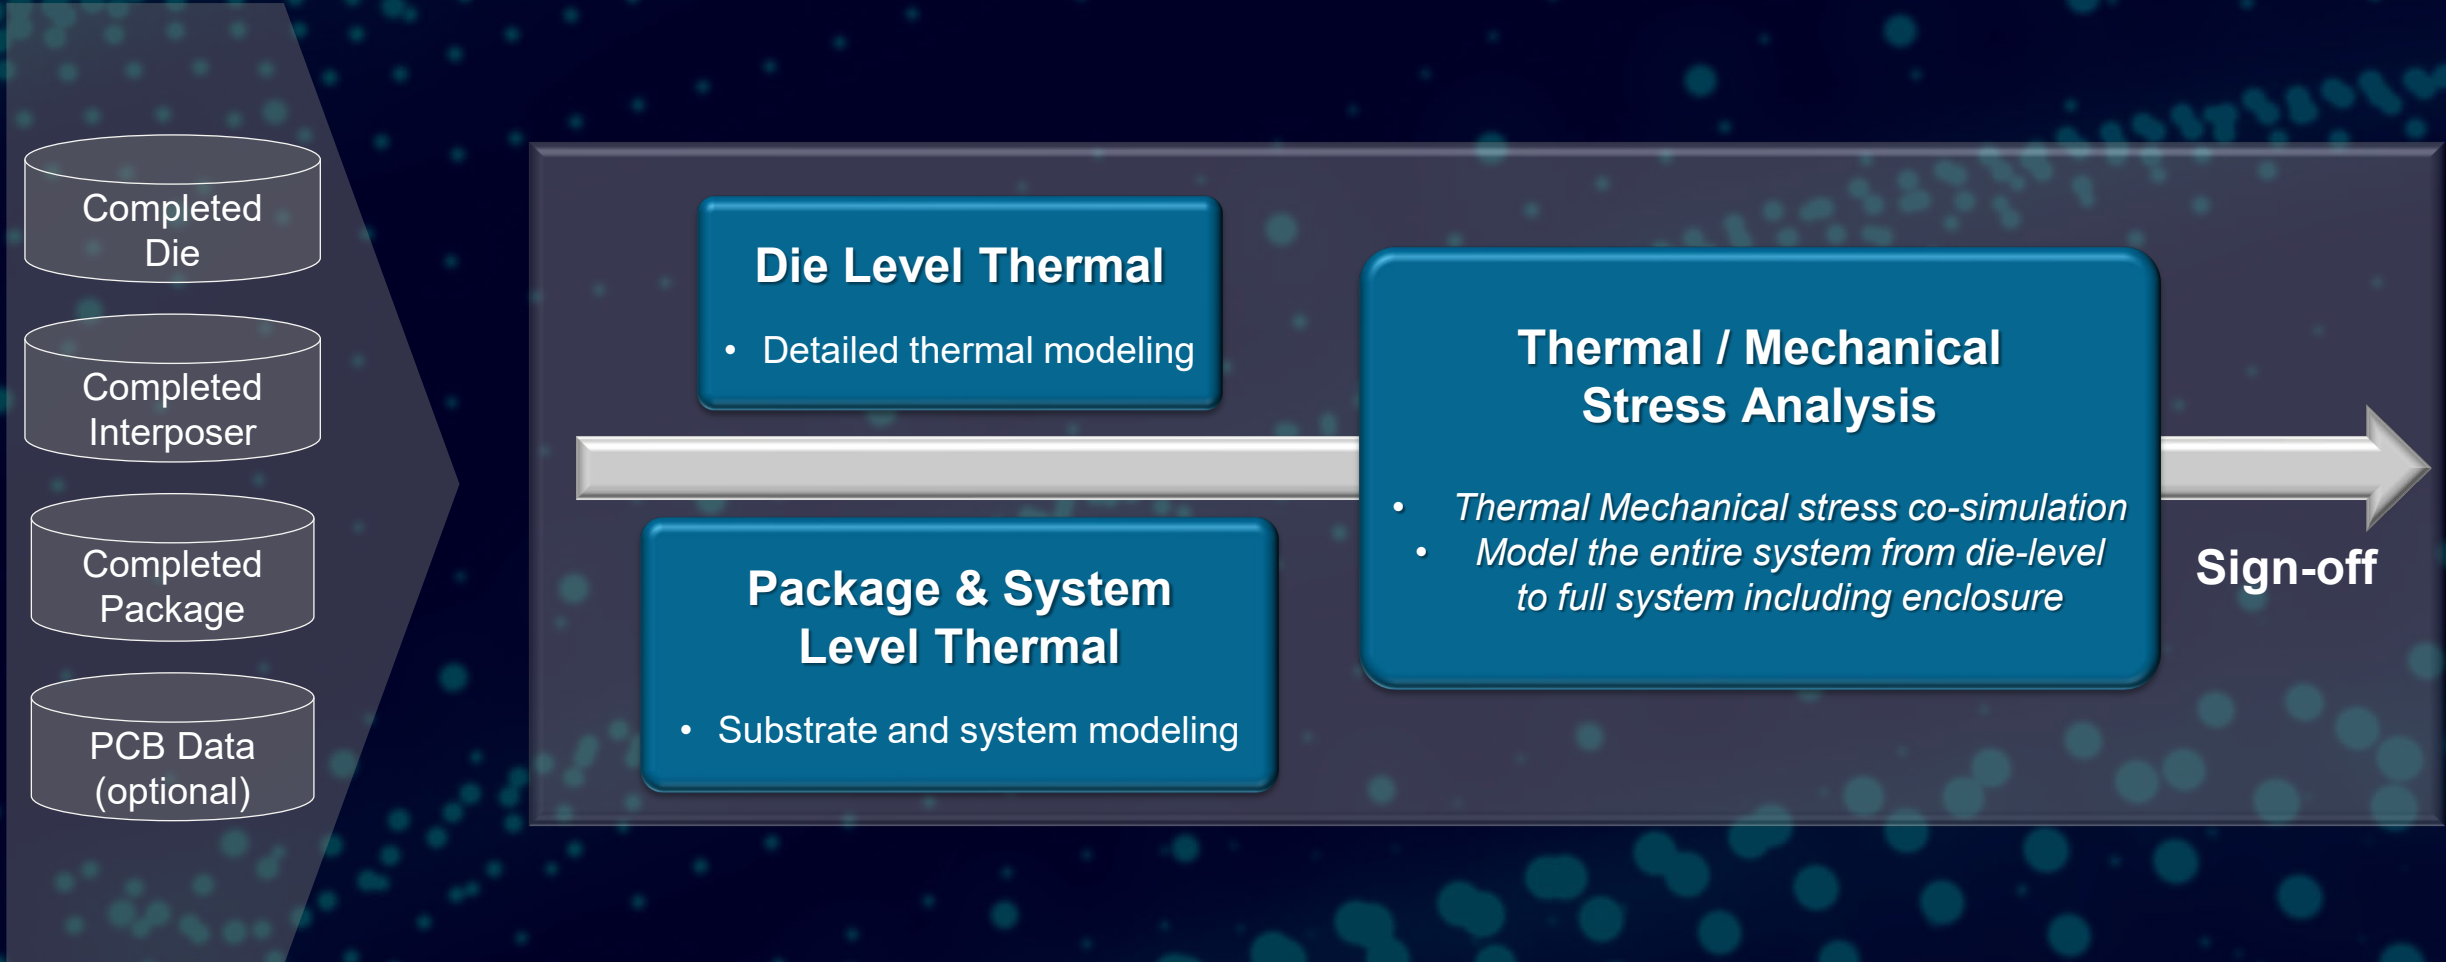 Completed
Die
Completed
Interposer
Completed
Package
PCB Data
(optional)
Die Level Thermal
• Detailed thermal modeling
Package & System
Level Thermal
• Substrate and system modeling
Thermal / Mechanical
Stress Analysis
• Thermal Mechanical stress co-simulation
• Model the entire system from die-level
to full system including enclosure
Sign-off